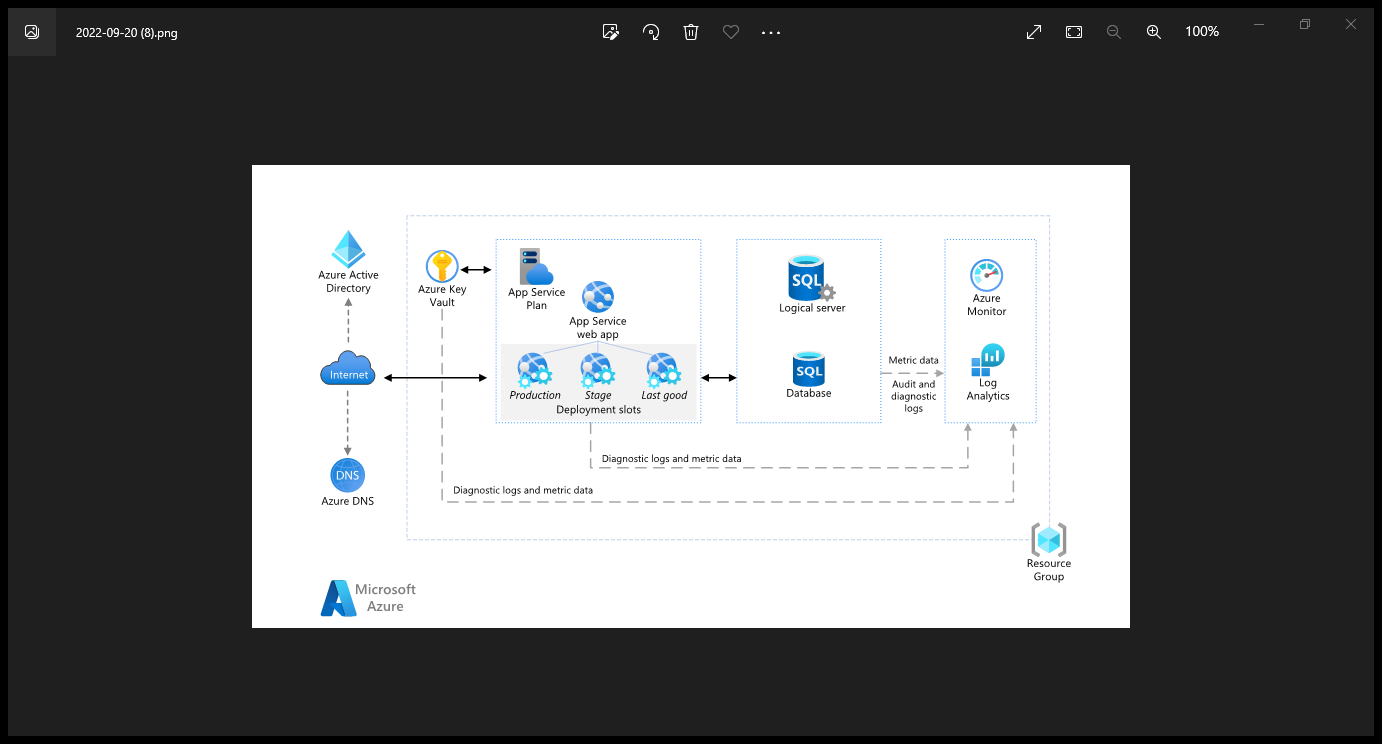 2022-09-20 (8).png
100%
Azure Active
Directory
Azure Key
Vault
App Service
Plan
App Service
web app
Logical server
Azure
Monitor
Internet
Production
Stage
Last good
Deployment slots
SQL
SQL
Database
Metric data
Audit and
diagnostic
logs
Log
Analytics
Diagnostic logs and metric data
DNS
Azure DNS
Diagnostic logs and metric data
Resource
Group
Microsoft
Azure